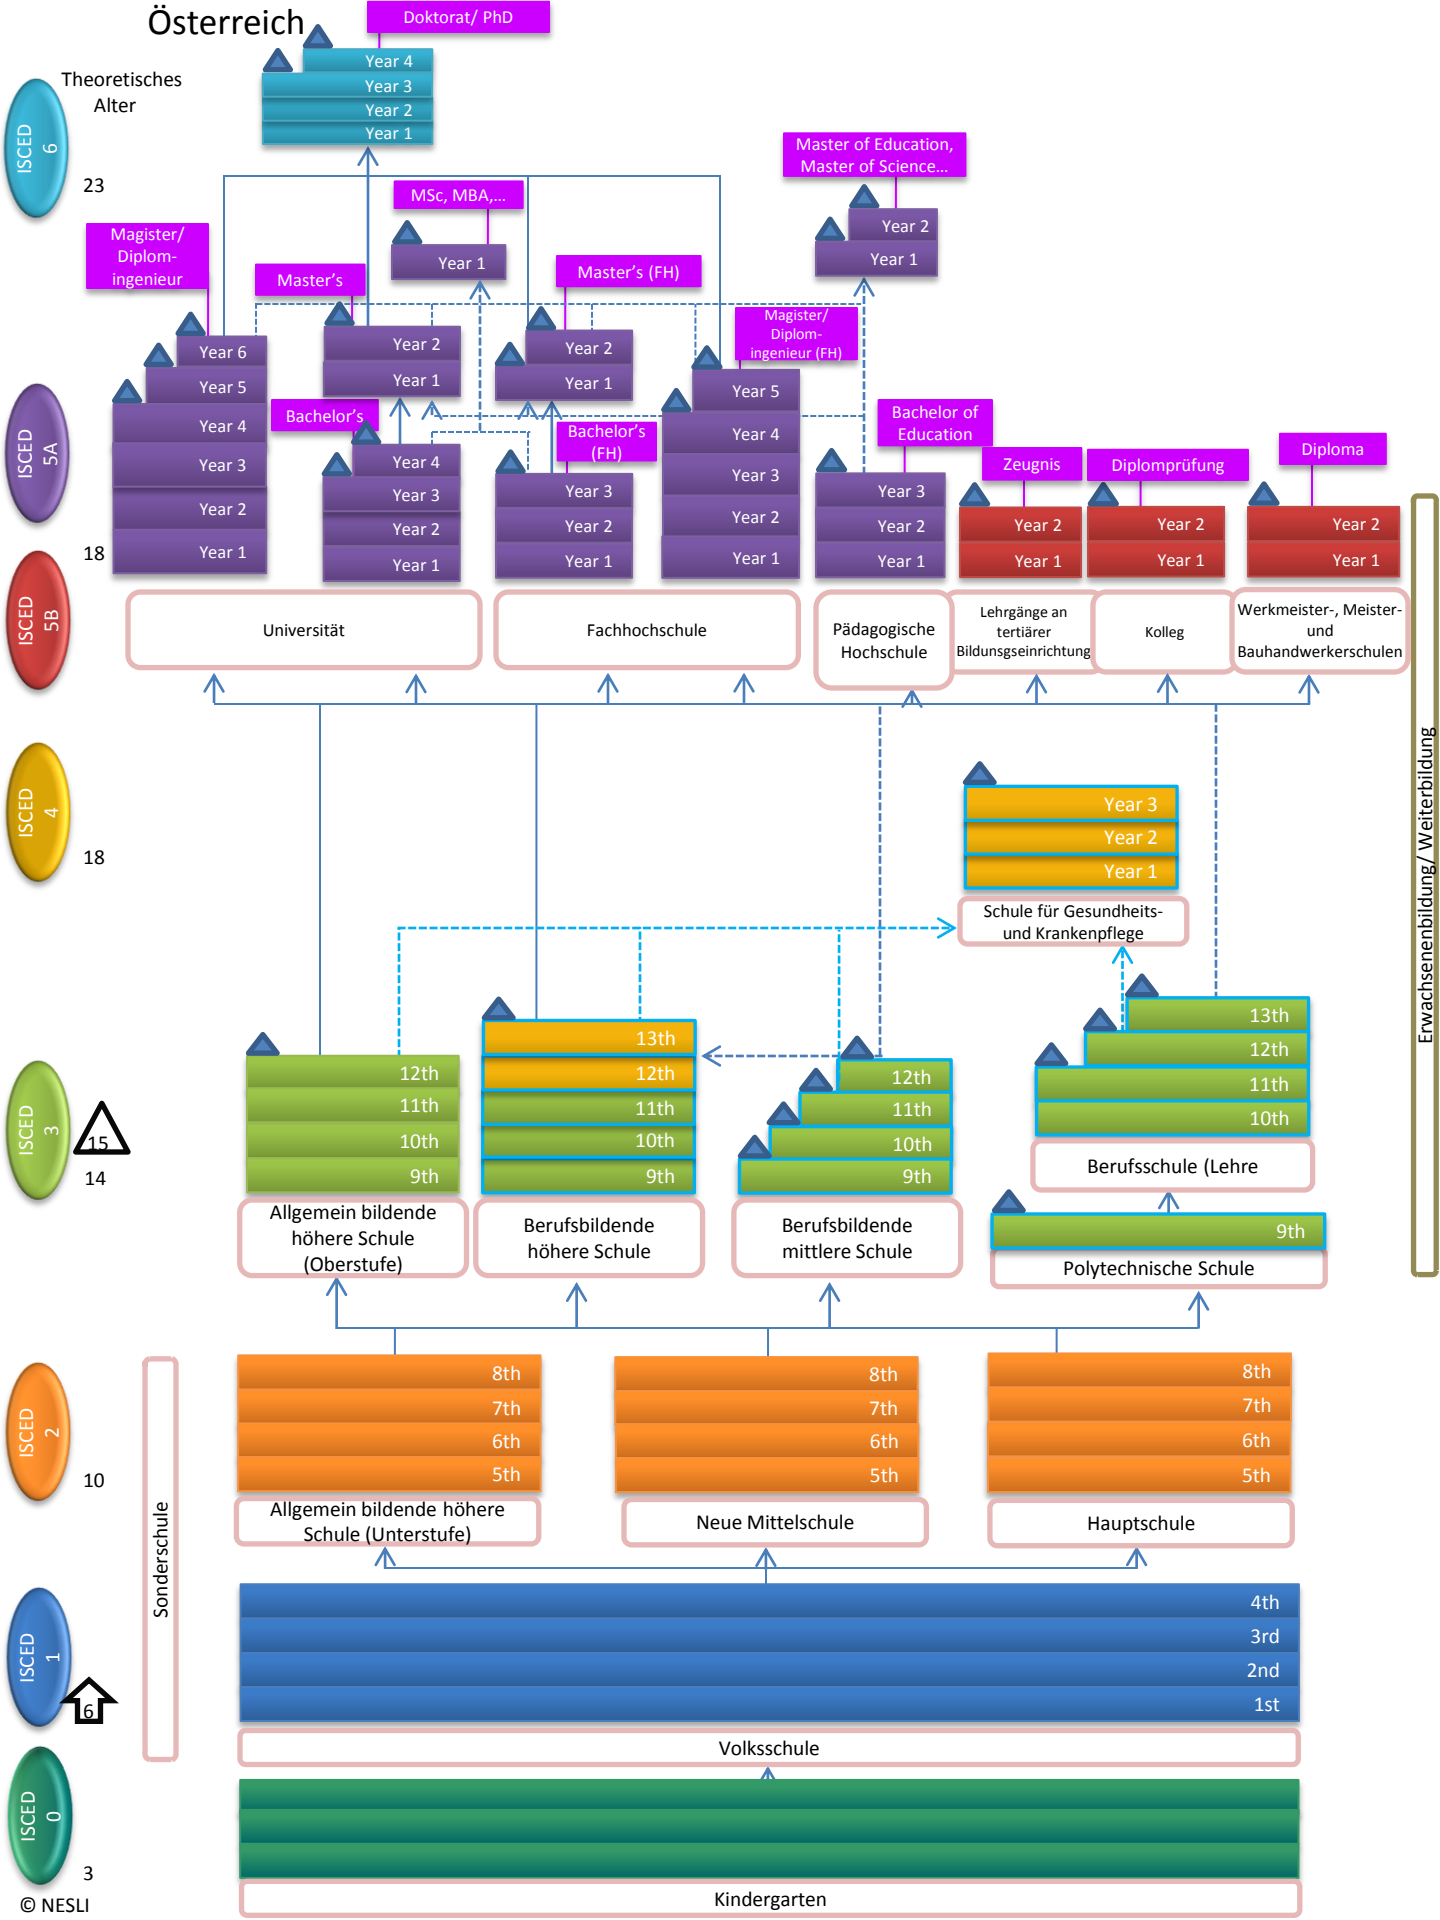 Österreich
Doktorat/ PhD
Year 4
Year 3
Year 2
Year 1
Theoretisches
Alter
ISCED
6
23
Master of Education,
Master of Science…
Year 2
Year 1
MSc, MBA,…
Year 1
Magister/
Diplom-
ingenieur
Master's
Master's (FH)
Magister/
Diplom-
ingenieur (FH)
Year 6
Year 5
Year 4
Year 3
Year 2
Year 1
Year 2
Year 1
Bachelor's
Year 4
Year 3
Year 2
Year 1
Year 2
Year 1
Bachelor's
(FH)
Year 3
Year 2
Year 1
Year 5
Year 4
Year 3
Year 2
Year 1
Bachelor of
Education
Year 3
Year 2
Year 1
Zeugnis
Year 2
Year 1
Diplomprüfung
Year 2
Year 1
Diploma
Year 2
Year 1
ISCED
5A
18
ISCED
5B
Universität
Fachhochschule
Pädagogische
Hochschule
Lehrgänge an
tertiärer
Bildunsgseinrichtung
Kolleg
Werkmeister-, Meister-
und
Bauhandwerkerschulen
Erwachsenenbildung/ Weiterbildung
ISCED
4
18
Year 3
Year 2
Year 1
Schule für Gesundheits-
und Krankenpflege
ISCED
3
15
14
12th
11th
10th
9th
Allgemein bildende
höhere Schule
(Oberstufe)
13th
12th
11th
10th
9th
Berufsbildende
höhere Schule
12th
11th
10th
9th
Berufsbildende
mittlere Schule
13th
12th
11th
10th
Berufsschule (Lehre
9th
Polytechnische Schule
ISCED
2
10
8th
7th
6th
5th
Allgemein bildende höhere
Schule (Unterstufe)
8th
7th
6th
5th
Neue Mittelschule
8th
7th
6th
5th
Hauptschule
Sonderschule
ISCED
1
6
4th
3rd
2nd
1st
Volksschule
ISCED
0
3
Kindergarten
© NESLI